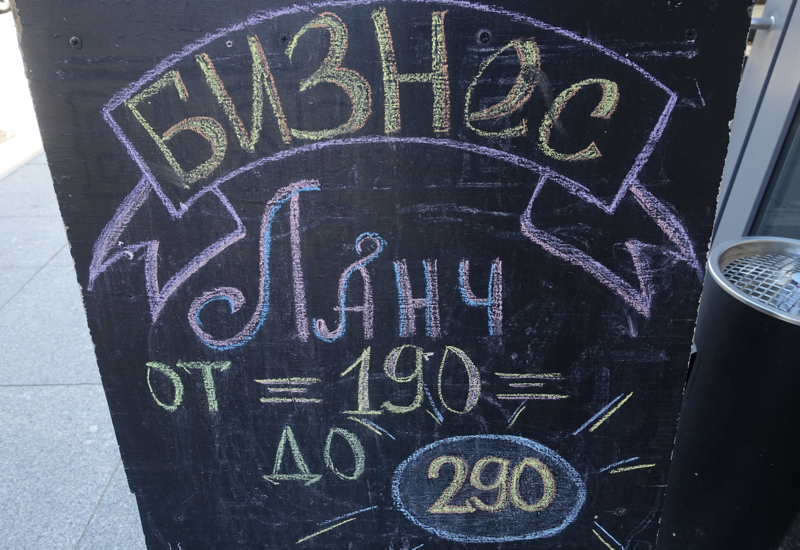 БИЗНес
Ланч
ОТ = 190 =
ДО 290